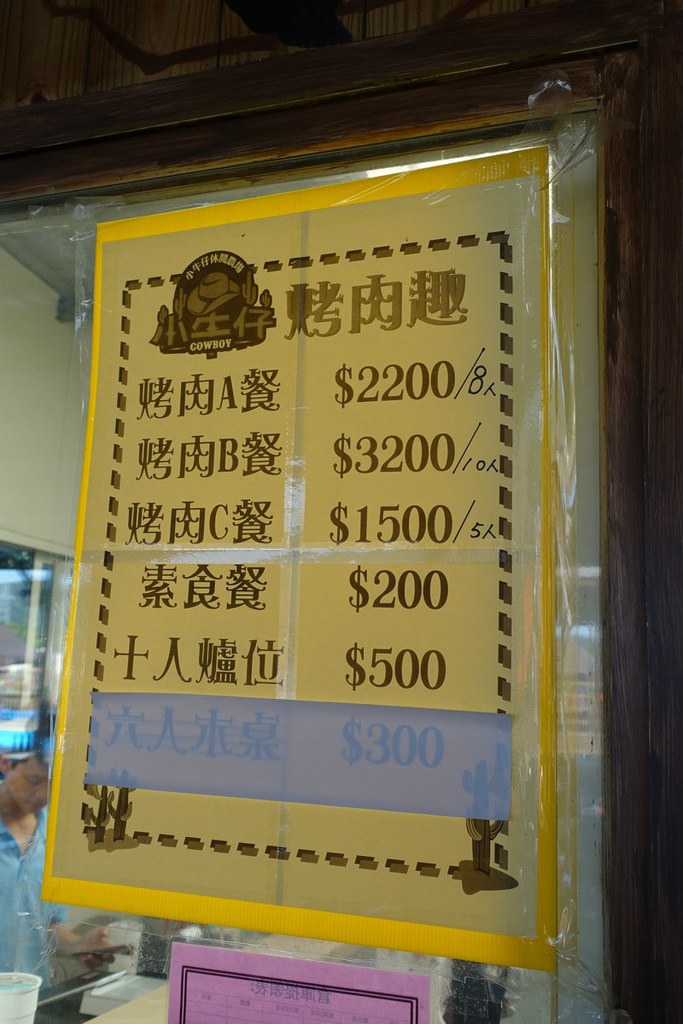 小牛仔休閒農場
小牛仔
COWBOY
烤肉趣
烤肉A餐 $2200/8人
烤肉B餐 $3200/10人
烤肉C餐 $1500/5人
素食餐 $200
十人爐位 $500
六人木桌 $300